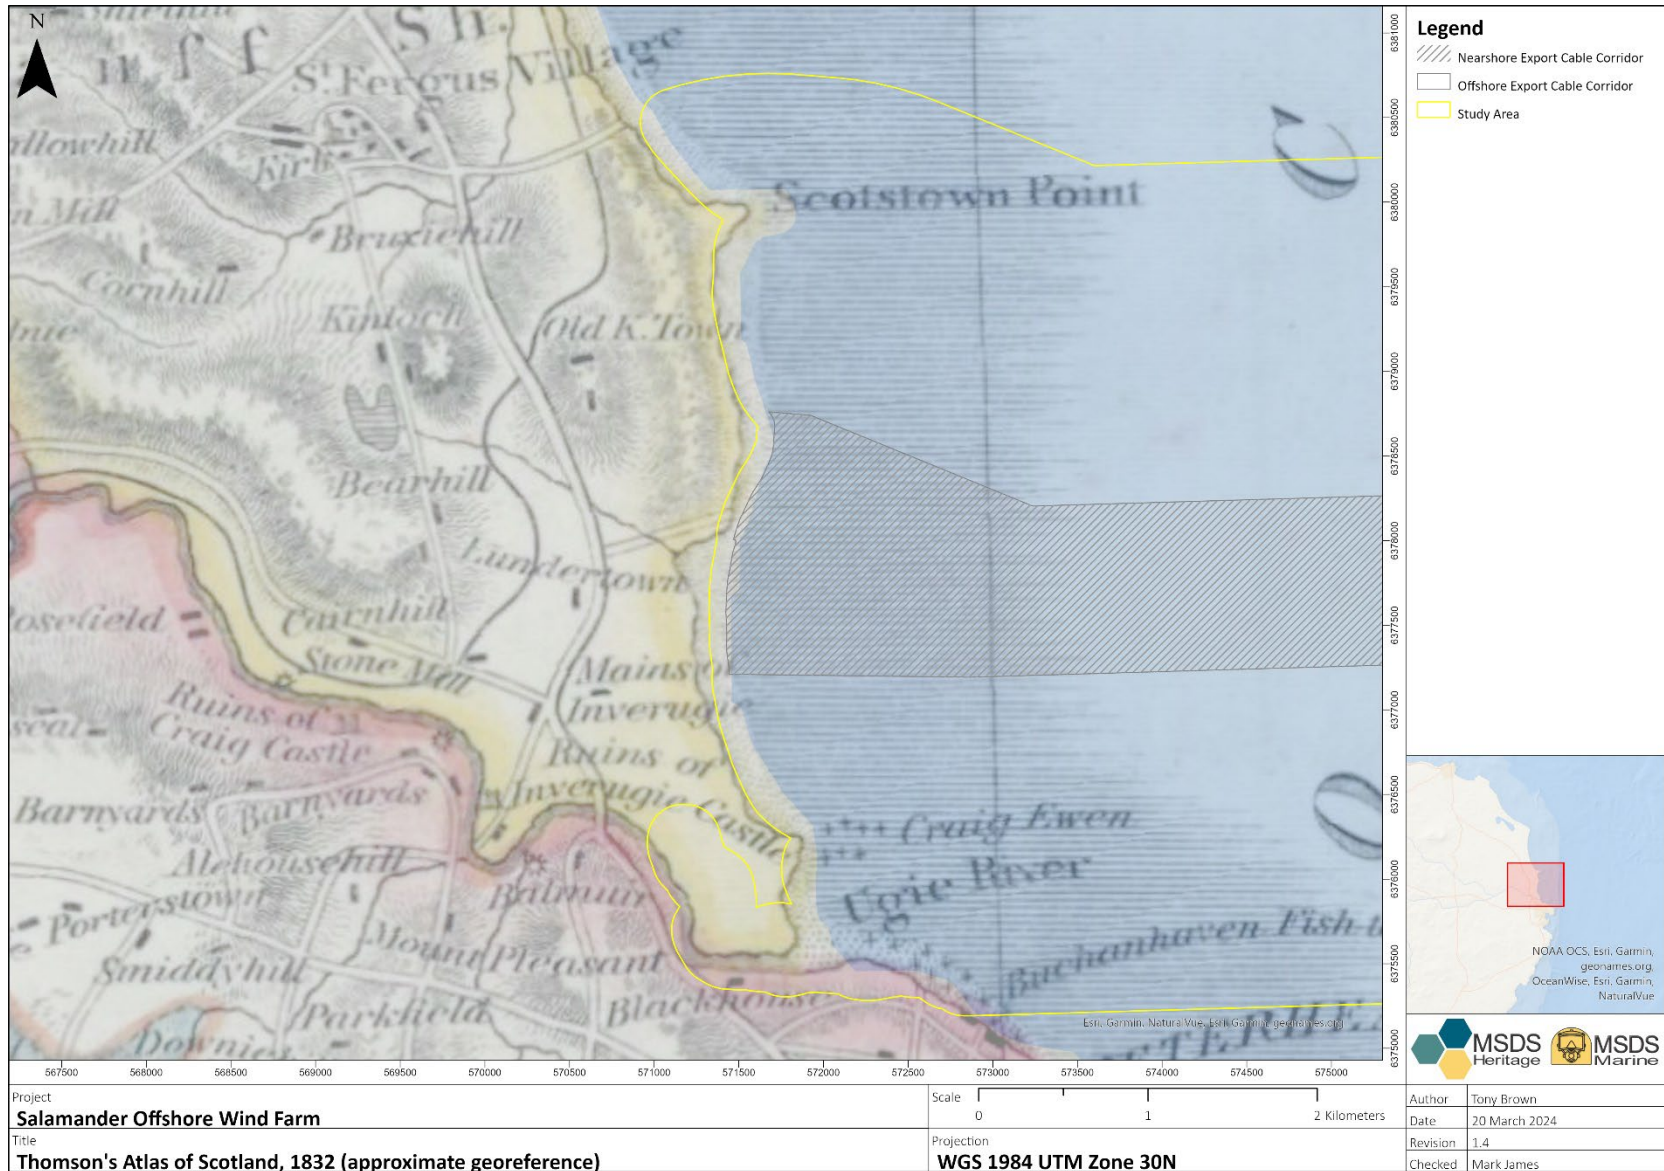 N
Sh.
nff
St. Fergus Village
Kirk
Scotstown Point
Bruxiehill
Cornhill
Kinloch
Old K. Town
Bearhill
Lundertown
Cairnhill
Stone Mill
Mains of
Inverugie
Ruins of
Craig Castle
Ruins of
Inverugie Castle
Barnyards
Barnyards
Craig Ewen
Ugie River
Alehousehill
Balmuir
Porterstown
Mount Pleasant
Smiddyhill
Blackhouse
Parkfield
Buchanhaven Fish t
C
O
Esri, Garmin, NaturalVue, Esri, Garmin, geonames.org
6381000
6380500
6380000
6379500
6379000
6378500
6378000
6377500
6377000
6376500
6376000
6375500
6375000
567500 568000 568500 569000 569500 570000 570500 571000 571500 572000 572500 573000 573500 574000 574500 575000
Legend
Nearshore Export Cable Corridor
Offshore Export Cable Corridor
Study Area
NOAA OCS, Esri, Garmin,
geonames.org,
OceanWise, Esri, Garmin,
NaturalVue
MSDS
Heritage
MSDS
Marine
Project
Salamander Offshore Wind Farm
Title
Thomson's Atlas of Scotland, 1832 (approximate georeference)
Scale
0 1 2 Kilometers
Projection
WGS 1984 UTM Zone 30N
Author Tony Brown
Date 20 March 2024
Revision 1.4
Checked Mark James